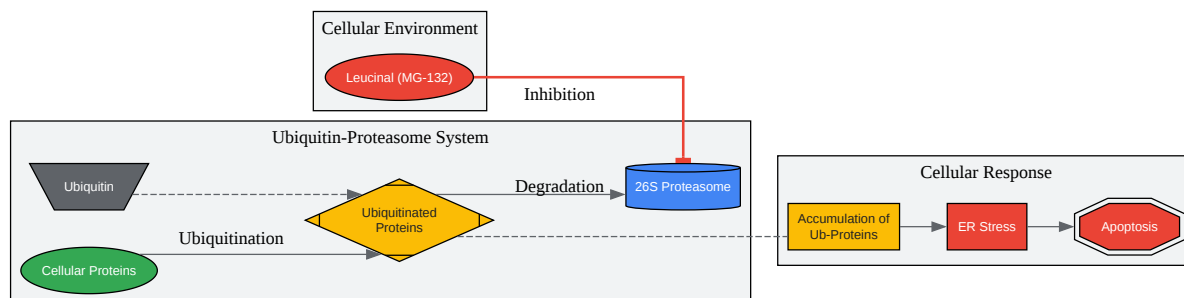 Cellular Environment
Leucinal (MG-132)
Inhibition
Ubiquitin-Proteasome System
Ubiquitin
Degradation
26S Proteasome
Ubiquitinated
Proteins
Ubiquitination
Cellular Proteins
Cellular Response
Accumulation of
Ub-Proteins
ER Stress
Apoptosis